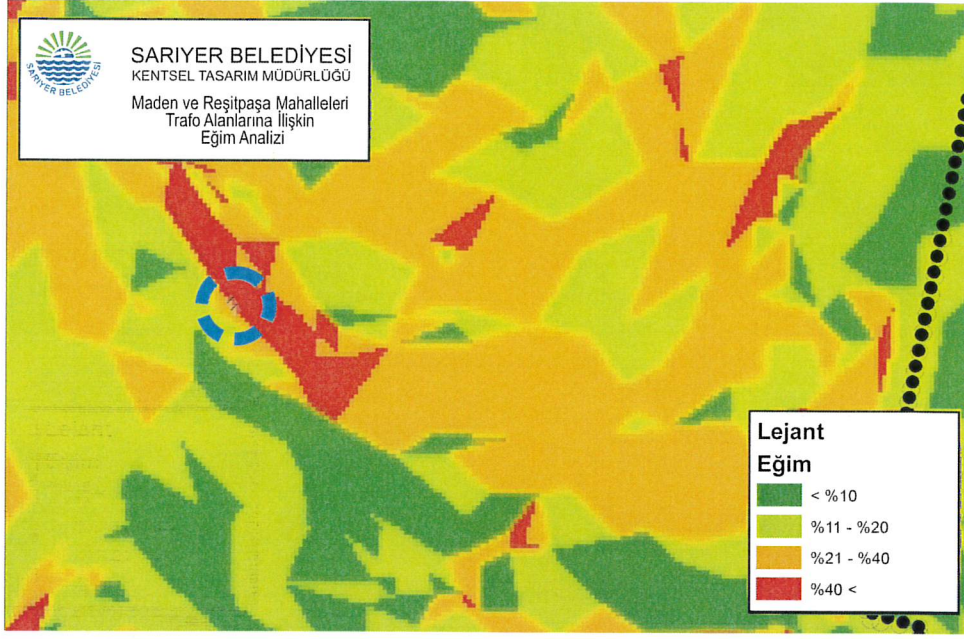 SARIYER BELEDİYESİ
SARIYER BELEDİYESİ
KENTSEL TASARIM MÜDÜRLÜĞÜ
Maden ve Reşitpaşa Mahalleleri
Trafo Alanlarına İlişkin
Eğim Analizi
Lejant
Eğim
< %10
%11 - %20
%21 - %40
%40 <